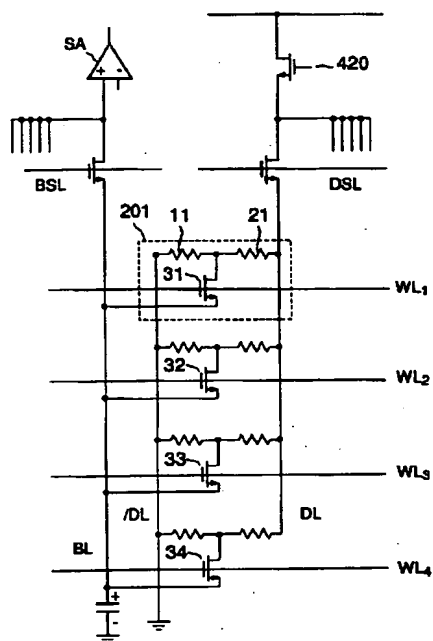 SA
+ -
420
BSL
DSL
201
11
21
31
WL1
32
WL2
33
WL3
/DL
DL
BL
34
WL4
+
-